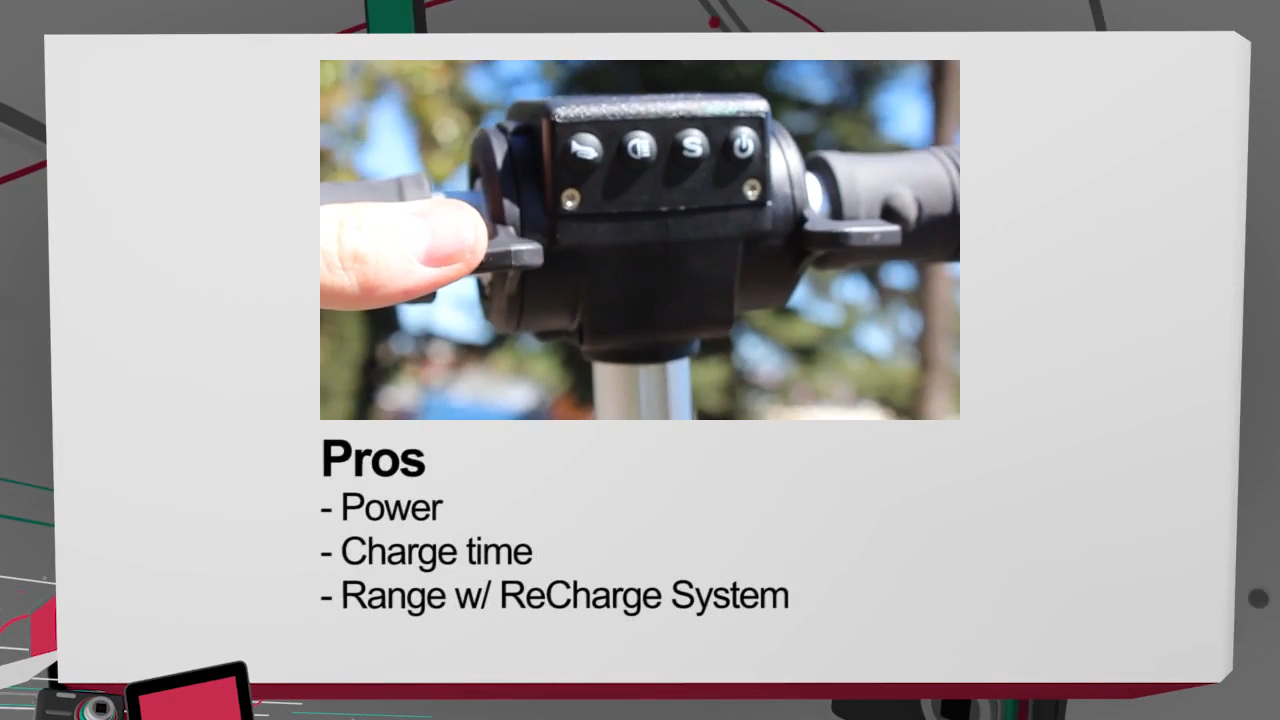 S
Pros
- Power
- Charge time
- Range w/ ReCharge System